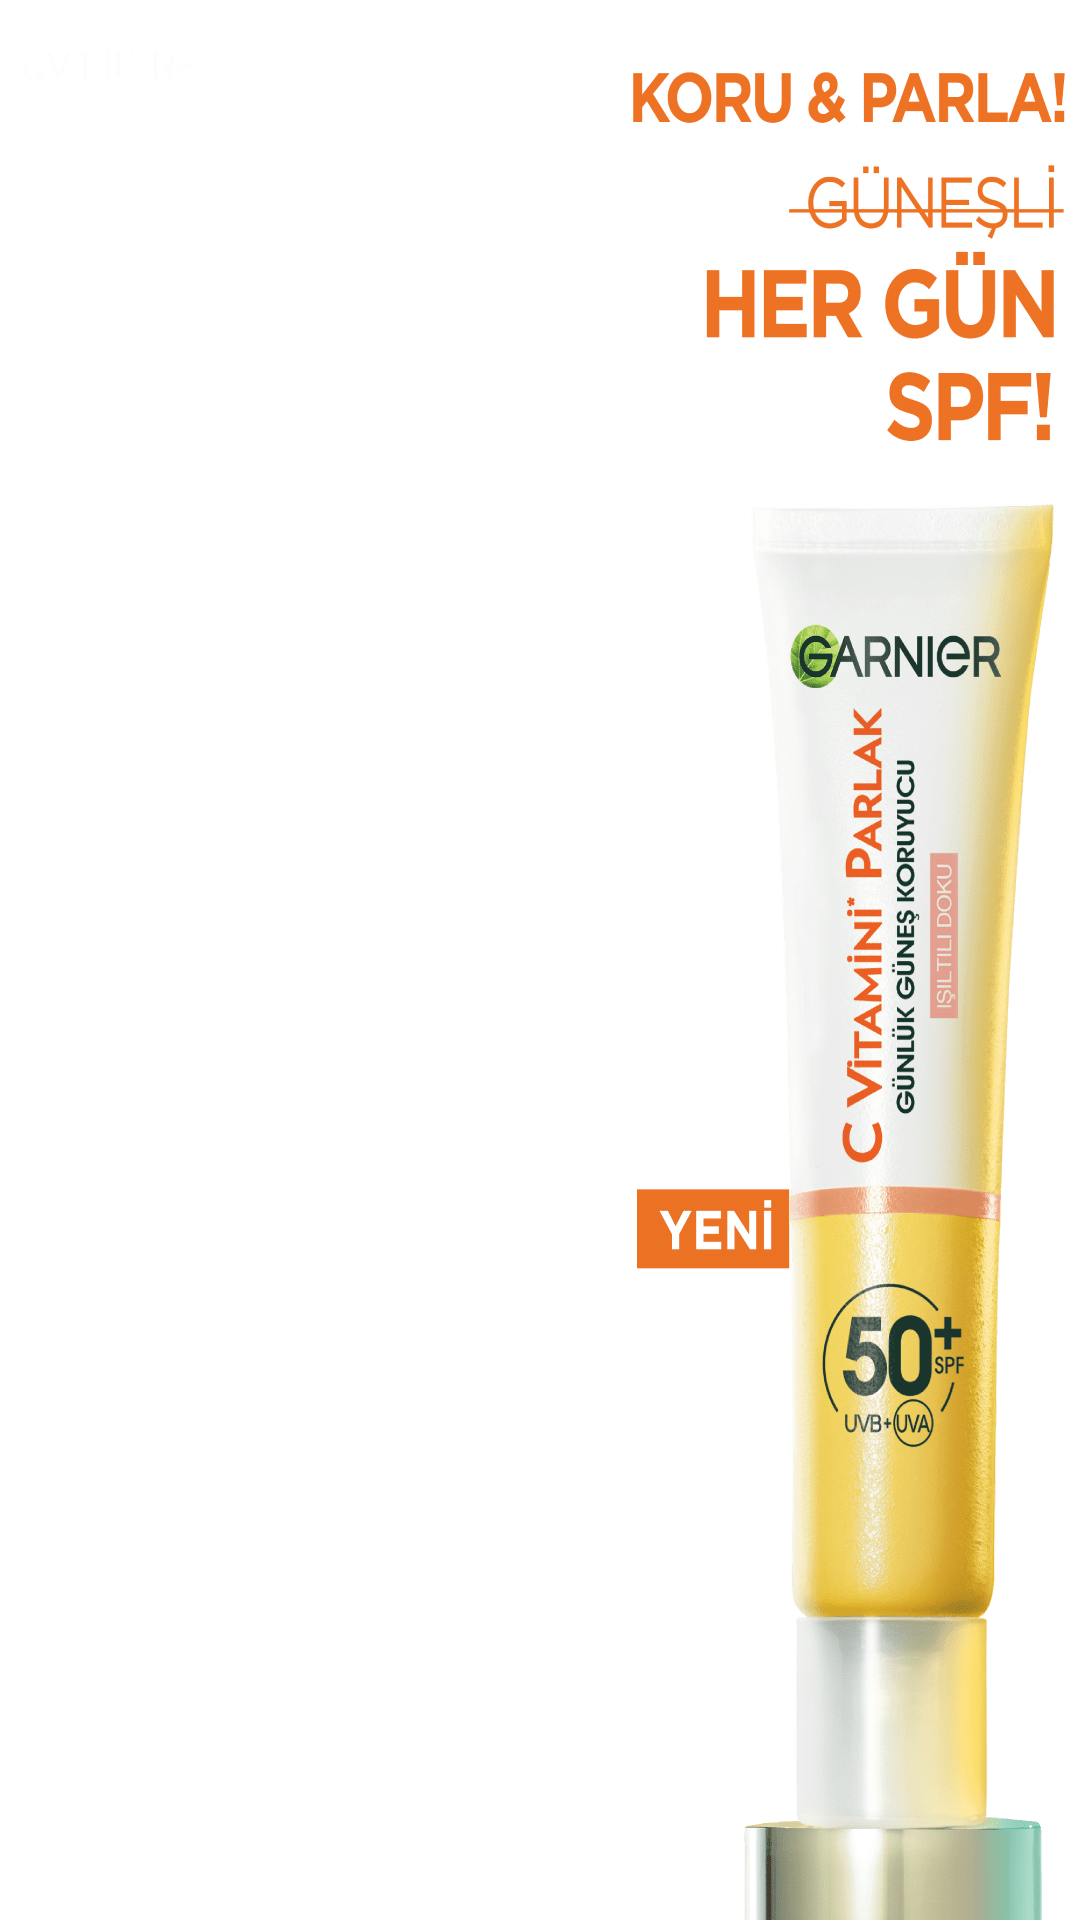 KORU & PARLA!
GÜNEŞLİ
HER GÜN
SPF!
GARNIER
C VİTAMİNİ* PARLAK
GÜNLÜK GÜNEŞ KORUYUCU
IŞILTILI DOKU
YENİ
50+
SPF
UVB+UVA